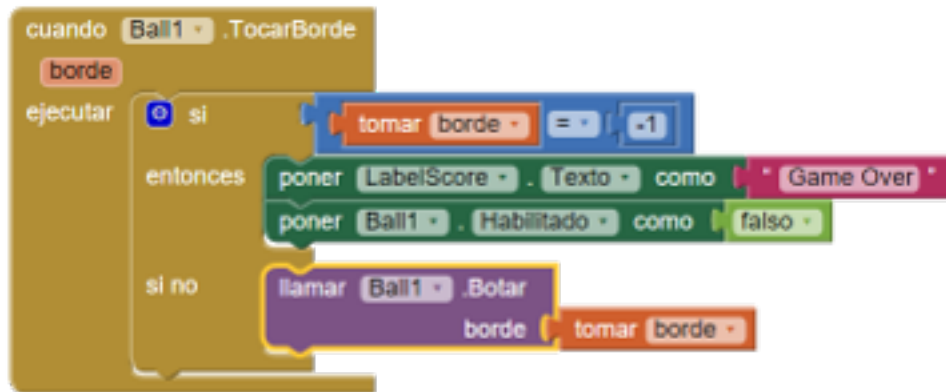 cuando Ball1 .TocarBorde
borde
ejecutar si tomar borde = -1
entonces poner LabelScore . Texto como " Game Over "
poner Ball1 . Habilitado como falso
si no llamar Ball1 .Botar
borde tomar borde